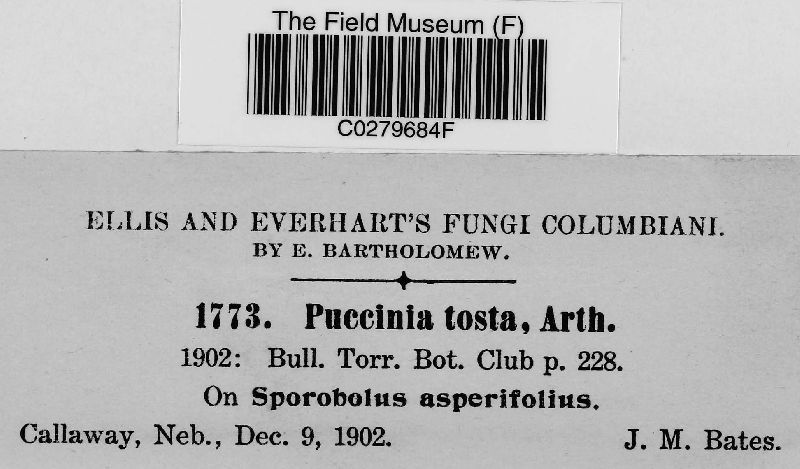 The Field Museum (F)
C0279684F
ELLIS AND EVERHART'S FUNGI COLUMBIANI.
BY E. BARTHOLOMEW.
1773. Puccinia tosta, Arth.
1902: Bull. Torr. Bot. Club p. 228.
On Sporobolus asperifolius.
Callaway, Neb., Dec. 9, 1902. J. M. Bates.